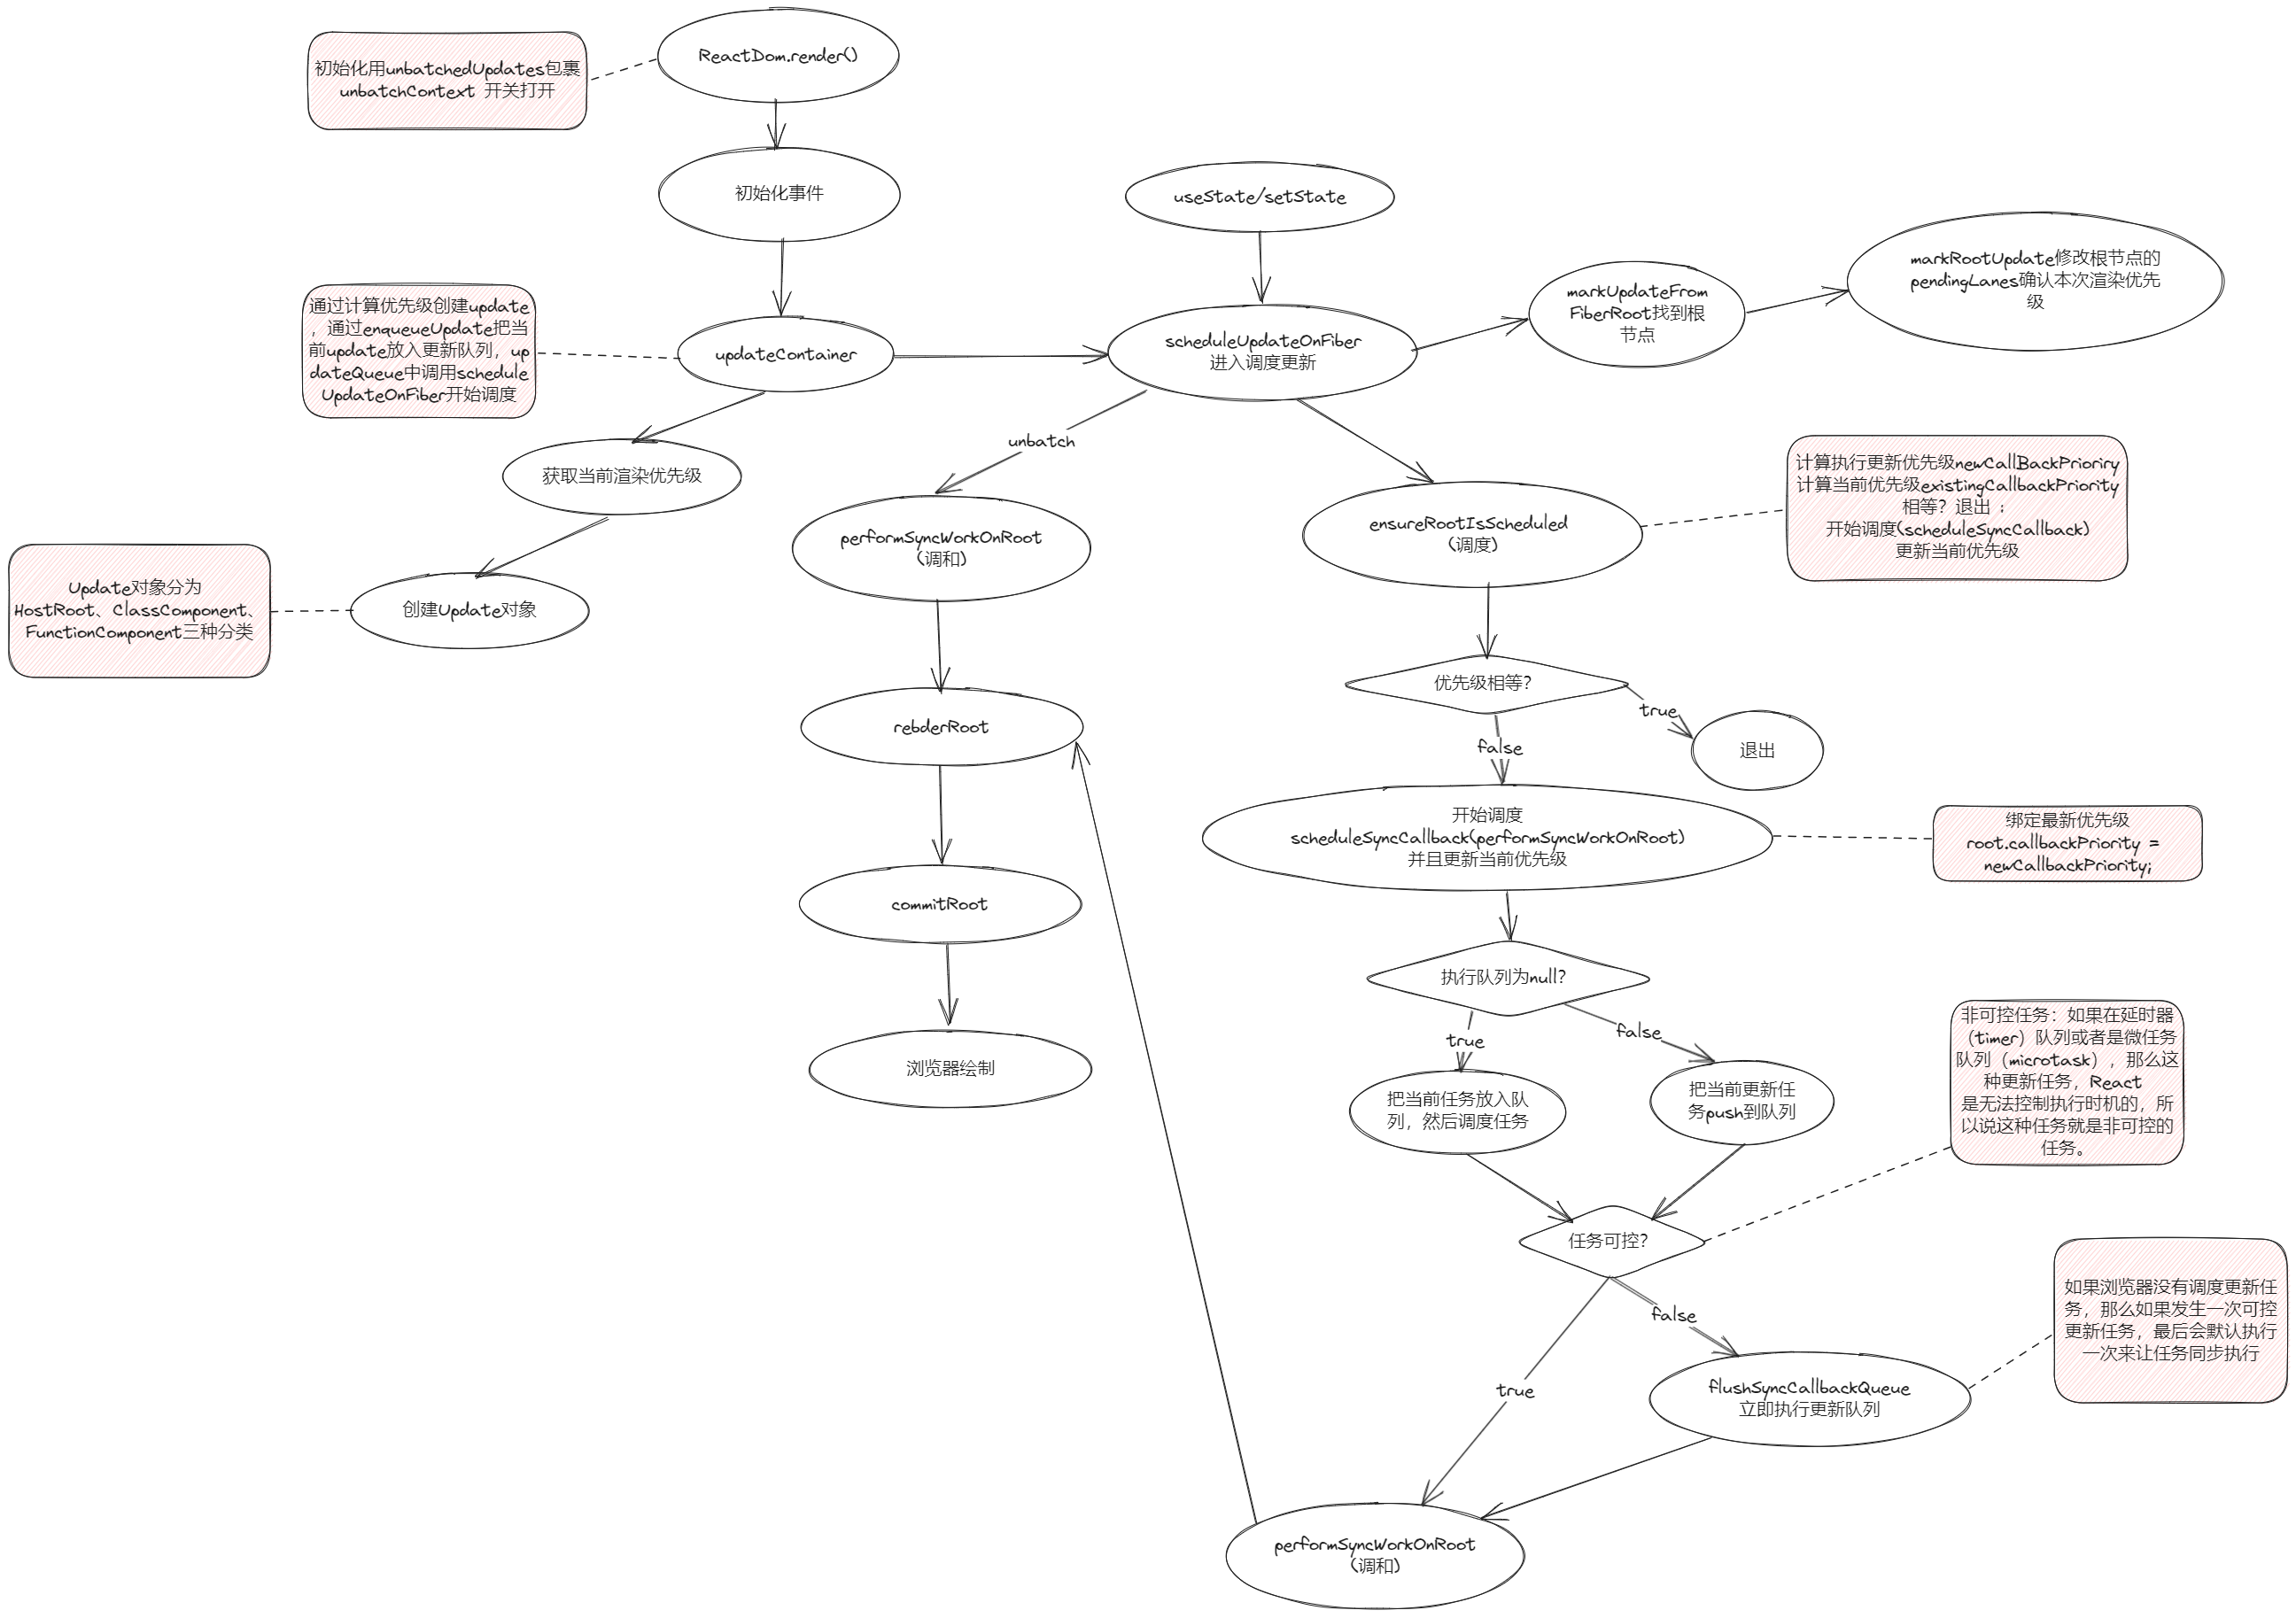 ReactDom.render()
初始化用unbatchedUpdates包裹
unbatchContext 开关打开
初始化事件
useState/setState
markRootUpdate修改根节点的
pendingLanes确认本次渲染优先
级
markUpdateFrom
FiberRoot找到根
节点
通过计算优先级创建update
，通过enqueueUpdate把当
前update放入更新队列，up
dateQueue中调用schedule
UpdateOnFiber开始调度
updateContainer
scheduleUpdateOnFiber
进入调度更新
unbatch
获取当前渲染优先级
计算执行更新优先级newCallBackPrioriry
计算当前优先级existingCallbackPriority
相等？退出 ：
开始调度(scheduleSyncCallback)
更新当前优先级
performSyncWorkOnRoot
(调和)
ensureRootIsScheduled
(调度)
Update对象分为
HostRoot、ClassComponent、
FunctionComponent三种分类
创建Update对象
优先级相等?
true
退出
false
rebderRoot
开始调度
scheduleSyncCallback(performSyncWorkOnRoot)
并且更新当前优先级
绑定最新优先级
root.callbackPriority =
newCallbackPriority;
commitRoot
执行队列为null?
true
false
非可控任务：如果在延时器
（timer）队列或者是微任务
队列（microtask），那么这
种更新任务，React
是无法控制执行时机的，所
以说这种任务就是非可控的
任务。
浏览器绘制
把当前任务放入队
列，然后调度任务
把当前更新任
务push到队列
任务可控?
false
true
如果浏览器没有调度更新任
务，那么如果发生一次可控
更新任务，最后会默认执行
一次来让任务同步执行
flushSyncCallbackQueue
立即执行更新队列
performSyncWorkOnRoot
(调和)